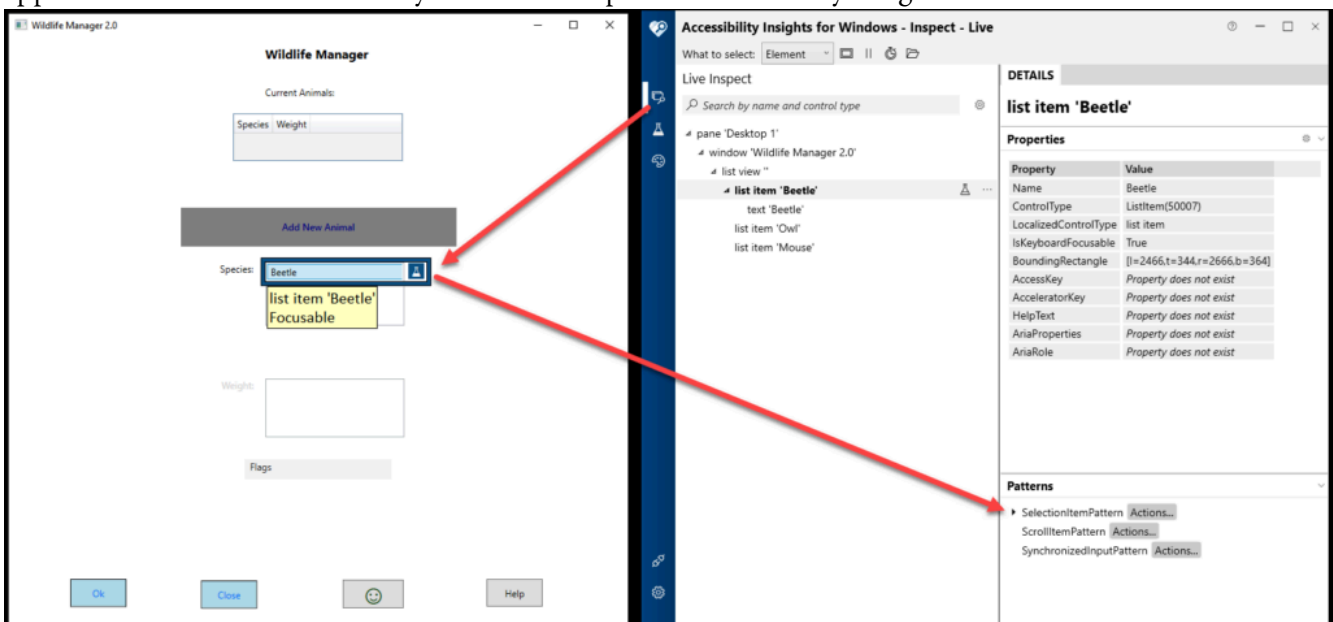 Wildlife Manager 2.0
Wildlife Manager
Current Animals:
Species Weight
Add New Animal
Species: Beetle
list item 'Beetle'
Focusable
Weight:
Flags
Ok Close Help
Accessibility Insights for Windows - Inspect - Live
What to select: Element
Live Inspect
Search by name and control type
pane 'Desktop 1'
window 'Wildlife Manager 2.0'
list view ''
list item 'Beetle'
text 'Beetle'
list item 'Owl'
list item 'Mouse'
DETAILS
list item 'Beetle'
Properties
Property Value
Name Beetle
ControlType ListItem(50007)
LocalizedControlType list item
IsKeyboardFocusable True
BoundingRectangle [l=2466,t=344,r=2666,b=364]
AccessKey Property does not exist
AcceleratorKey Property does not exist
HelpText Property does not exist
AriaProperties Property does not exist
AriaRole Property does not exist
Patterns
SelectionItemPattern Actions...
ScrollItemPattern Actions...
SynchronizedInputPattern Actions...